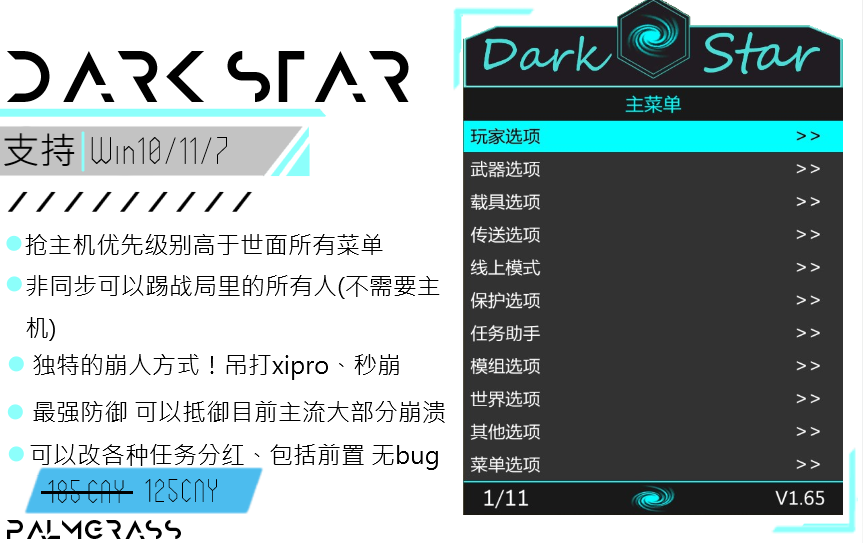 DARK STAR
支持 Win10/11/7
抢主机优先级别高于世面所有菜单
非同步可以踢战局里的所有人(不需要主
机)
独特的崩人方式！吊打xipro、秒崩
最强防御 可以抵御目前主流大部分崩溃
可以改各种任务分红、包括前置 无bug
185 CNY 125CNY
PALMGRASS
Dark Star
主菜单
玩家选项 >>
武器选项 >>
载具选项 >>
传送选项 >>
线上模式 >>
保护选项 >>
任务助手 >>
模组选项 >>
世界选项 >>
其他选项 >>
菜单选项 >>
1/11 V1.65